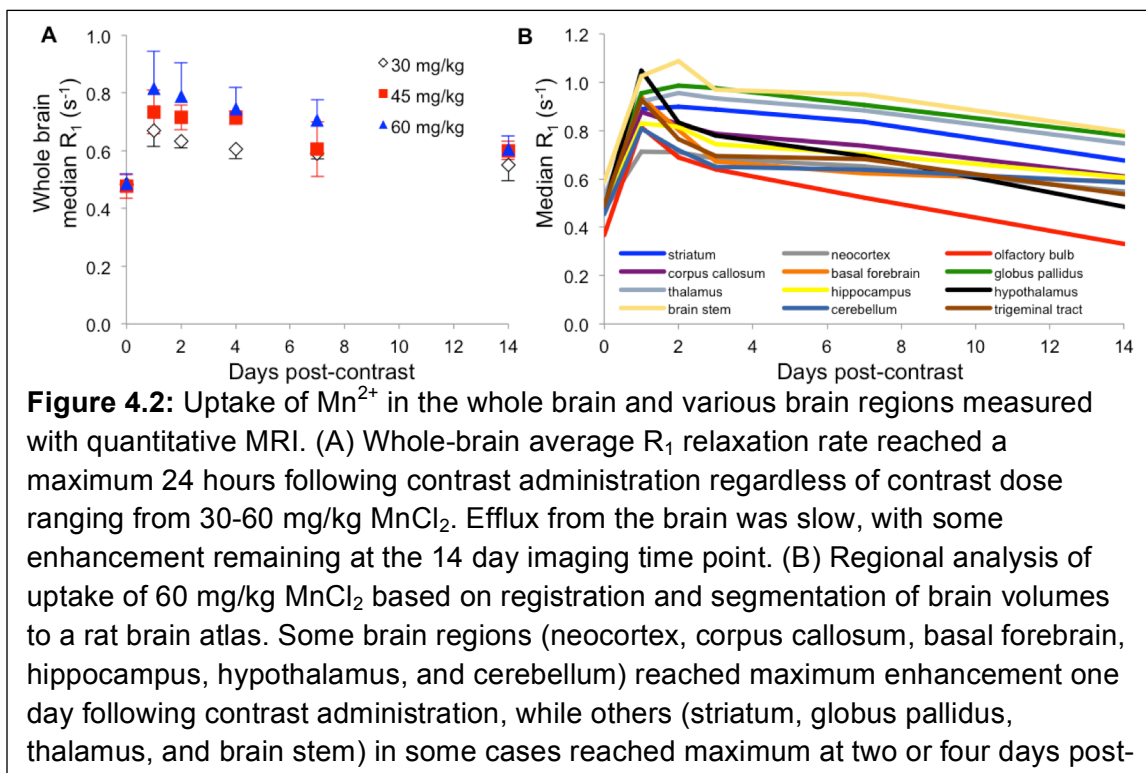 A
1.0
0.8
0.6
0.4
0.2
0.0
Whole brain
median R₁ (s⁻¹)
30 mg/kg
45 mg/kg
60 mg/kg
0 2 4 6 8 10 12 14
Days post-contrast
B
1.2
1.0
0.8
0.6
0.4
0.2
0.0
Median R₁ (s⁻¹)
striatum neocortex olfactory bulb
corpus callosum basal forebrain globus pallidus
thalamus hippocampus hypothalamus
brain stem cerebellum trigeminal tract
0 2 4 6 8 10 12 14
Days post-contrast
Figure 4.2: Uptake of Mn²⁺ in the whole brain and various brain regions measured
with quantitative MRI. (A) Whole-brain average R₁ relaxation rate reached a
maximum 24 hours following contrast administration regardless of contrast dose
ranging from 30-60 mg/kg MnCl₂. Efflux from the brain was slow, with some
enhancement remaining at the 14 day imaging time point. (B) Regional analysis of
uptake of 60 mg/kg MnCl₂ based on registration and segmentation of brain volumes
to a rat brain atlas. Some brain regions (neocortex, corpus callosum, basal forebrain,
hippocampus, hypothalamus, and cerebellum) reached maximum enhancement one
day following contrast administration, while others (striatum, globus pallidus,
thalamus, and brain stem) in some cases reached maximum at two or four days post-